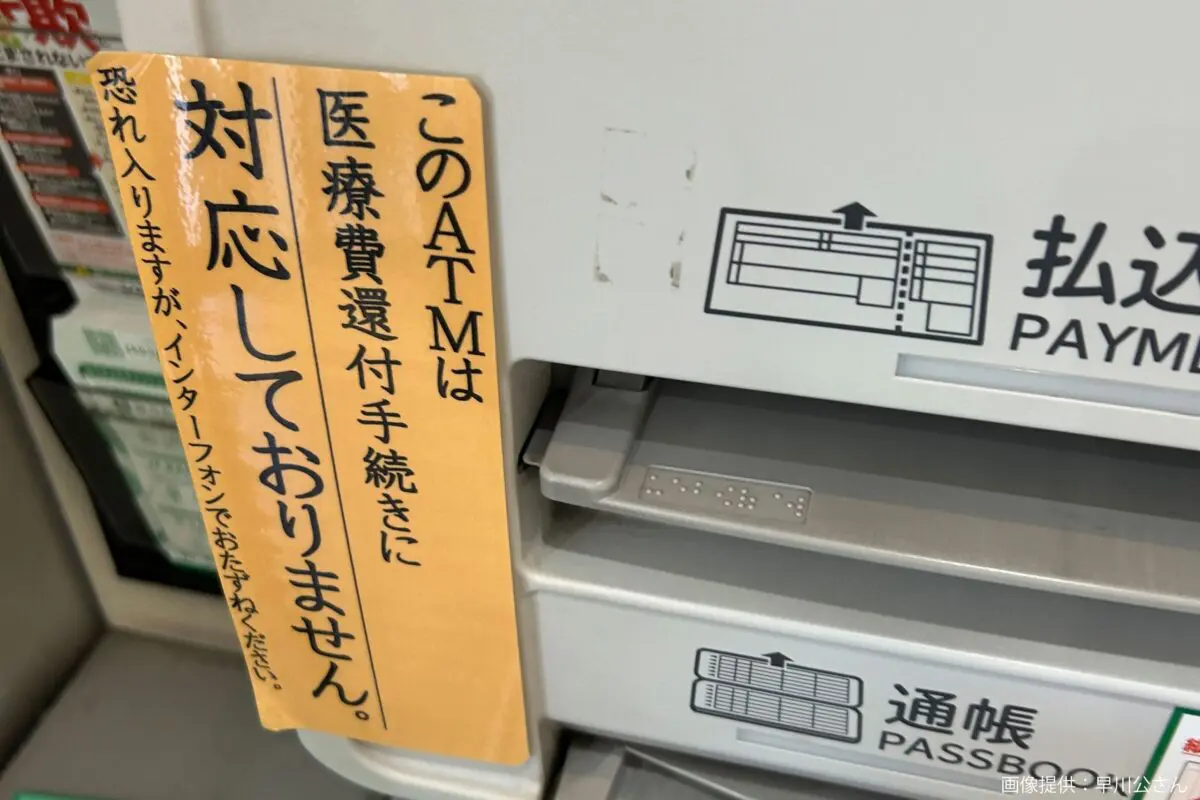 このATMは
医療費還付手続きに
対応しておりません。
恐れ入りますが、インターフォンでおたずねください。
払込
PAYME
通帳
PASSBOO
画像提供：早川公さん